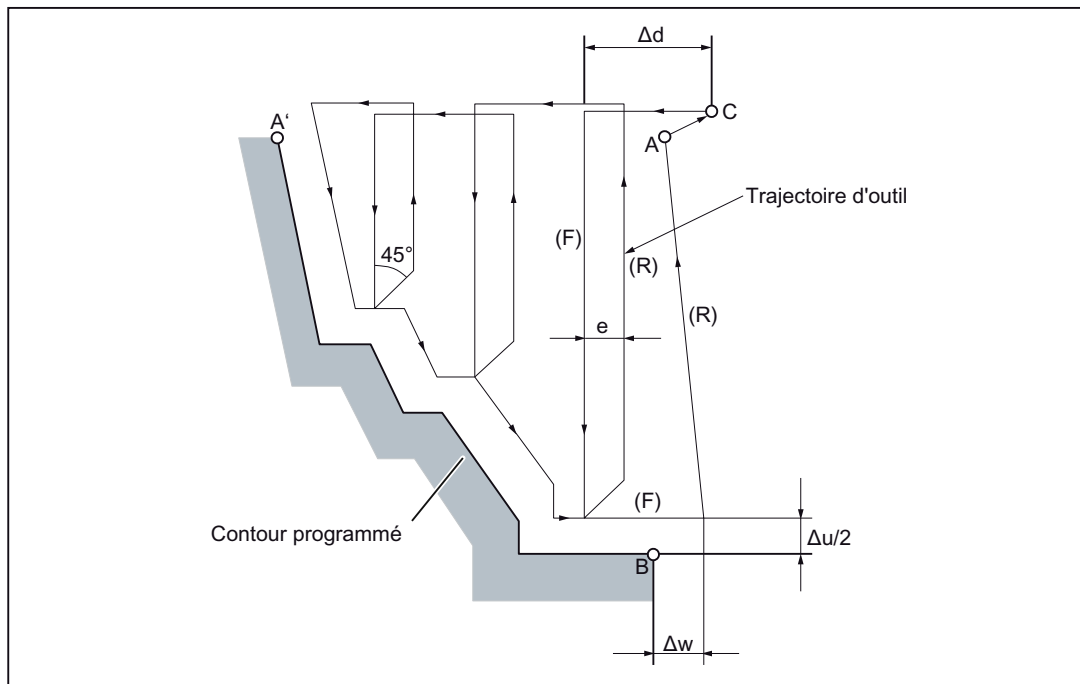 Δd
A'
C
A
Trajectoire d'outil
(F)
(R)
45°
(R)
e
(F)
Contour programmé
Δu/2
B
Δw